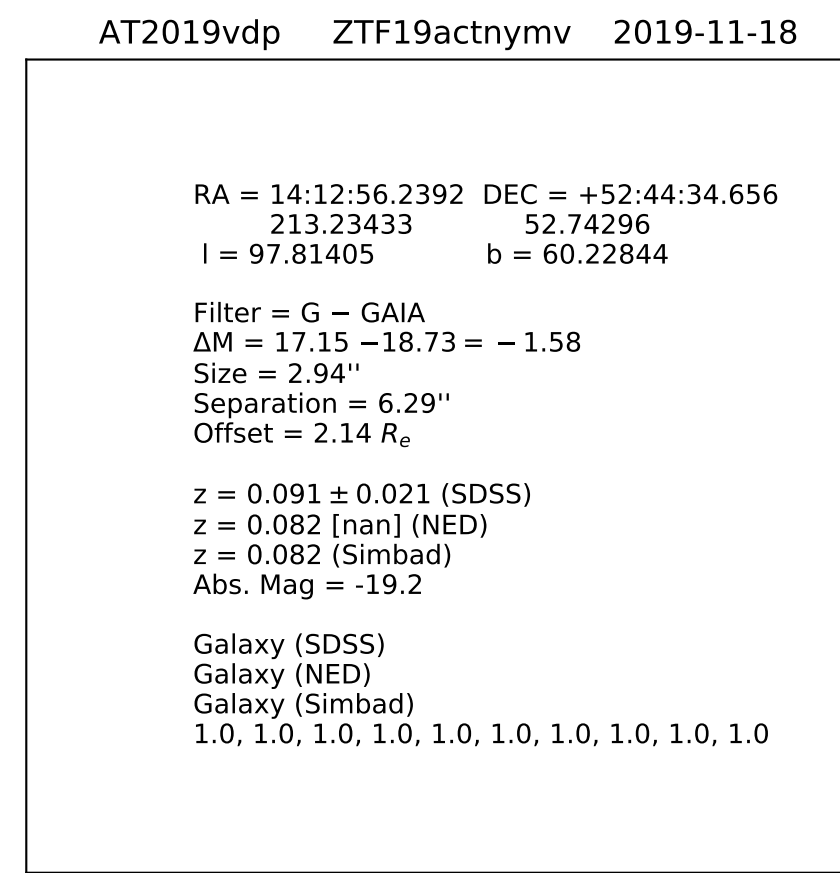 AT2019vdp ZTF19actnymv 2019-11-18
RA = 14:12:56.2392 DEC = +52:44:34.656
213.23433 52.74296
l = 97.81405 b = 60.22844
Filter = G − GAIA
ΔM = 17.15 −18.73 = − 1.58
Size = 2.94''
Separation = 6.29''
Offset = 2.14 Re
z = 0.091 ± 0.021 (SDSS)
z = 0.082 [nan] (NED)
z = 0.082 (Simbad)
Abs. Mag = -19.2
Galaxy (SDSS)
Galaxy (NED)
Galaxy (Simbad)
1.0, 1.0, 1.0, 1.0, 1.0, 1.0, 1.0, 1.0, 1.0, 1.0